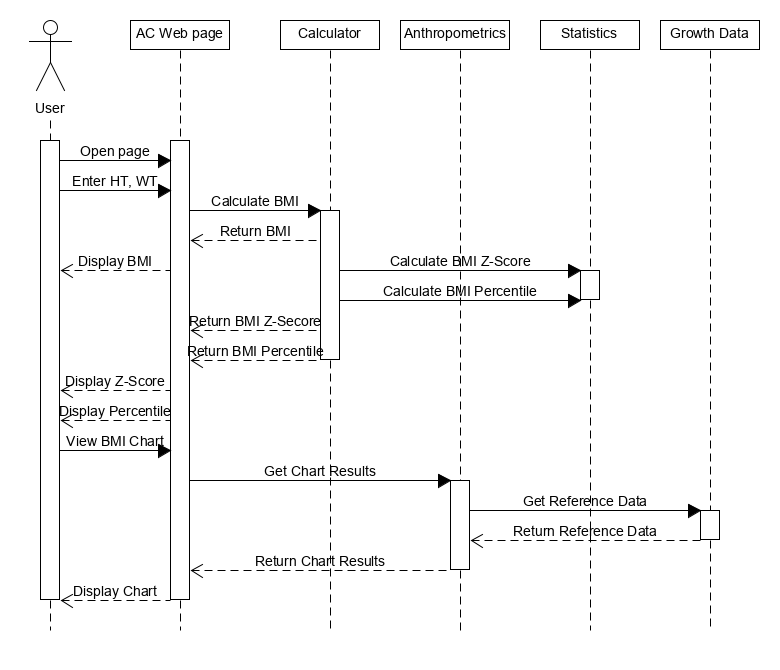 AC Web page
Calculator
Anthropometrics
Statistics
Growth Data
User
Open page
Enter HT, WT
Calculate BMI
Return BMI
Display BMI
Calculate BMI Z-Score
Calculate BMI Percentile
Return BMI Z-Secore
Return BMI Percentile
Display Z-Score
Display Percentile
View BMI Chart
Get Chart Results
Get Reference Data
Return Reference Data
Return Chart Results
Display Chart